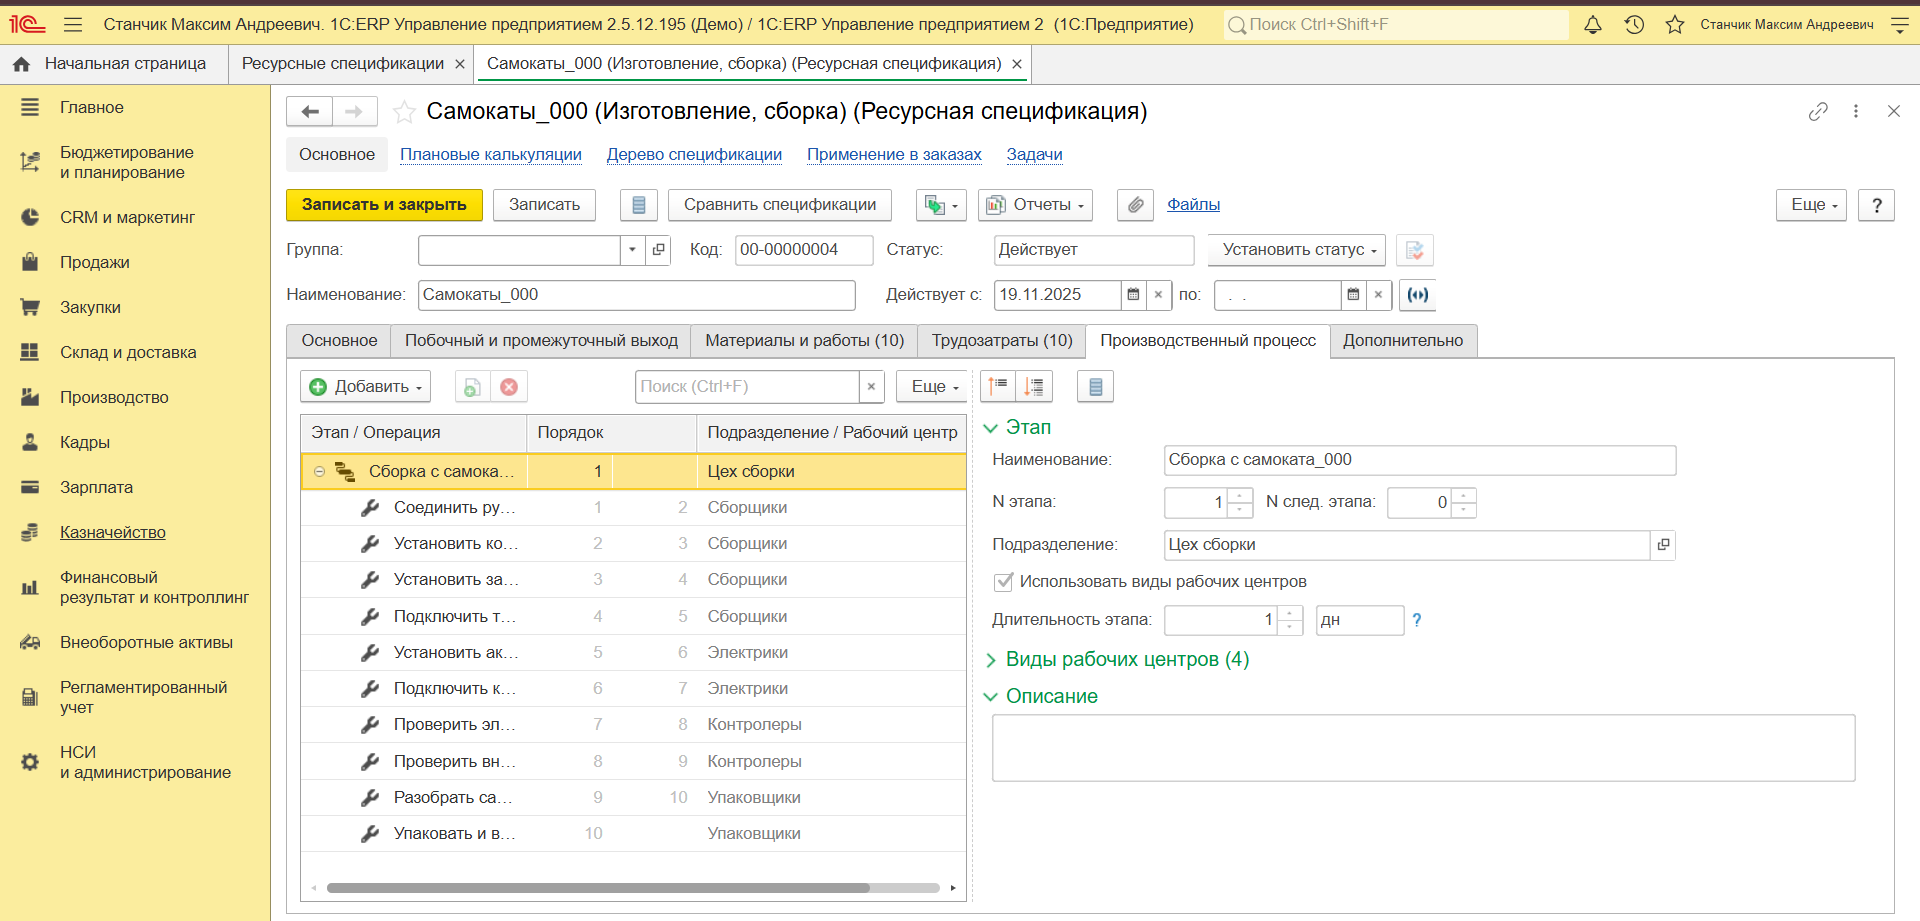 1С Станчик Максим Андреевич. 1С:ERP Управление предприятием 2.5.12.195 (Демо) / 1С:ERP Управление предприятием 2 (1С:Предприятие) Поиск Ctrl+Shift+F Станчик Максим Андреевич
Начальная страница Ресурсные спецификации × Самокаты_000 (Изготовление, сборка) (Ресурсная спецификация) ×
Главное
Бюджетирование
и планирование
CRM и маркетинг
Продажи
Закупки
Склад и доставка
Производство
Кадры
Зарплата
Казначейство
Финансовый
результат и контроллинг
Внеоборотные активы
Регламентированный
учет
НСИ
и администрирование
Самокаты_000 (Изготовление, сборка) (Ресурсная спецификация)
Основное Плановые калькуляции Дерево спецификации Применение в заказах Задачи
Записать и закрыть Записать Сравнить спецификации Отчеты Файлы Еще ?
Группа: Код: 00-00000004 Статус: Действует Установить статус
Наименование: Самокаты_000 Действует с: 19.11.2025 × по: . . ×
Основное Побочный и промежуточный выход Материалы и работы (10) Трудозатраты (10) Производственный процесс Дополнительно
Добавить Поиск (Ctrl+F) × Еще
Этап / Операция Порядок Подразделение / Рабочий центр
Сборка с самока... 1 Цех сборки
Соединить ру... 1 2 Сборщики
Установить ко... 2 3 Сборщики
Установить за... 3 4 Сборщики
Подключить т... 4 5 Сборщики
Установить ак... 5 6 Электрики
Подключить к... 6 7 Электрики
Проверить эл... 7 8 Контролеры
Проверить вн... 8 9 Контролеры
Разобрать са... 9 10 Упаковщики
Упаковать и в... 10 Упаковщики
Этап
Наименование: Сборка с самоката_000
N этапа: 1 N след. этапа: 0
Подразделение: Цех сборки
Использовать виды рабочих центров
Длительность этапа: 1 дн ?
Виды рабочих центров (4)
Описание